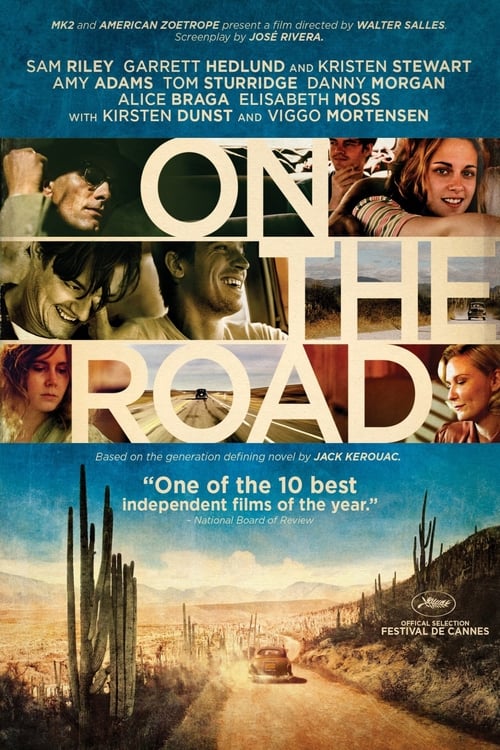 MK2 and AMERICAN ZOETROPE present a film directed by WALTER SALLES.
Screenplay by JOSÉ RIVERA.
SAM RILEY GARRETT HEDLUND AND KRISTEN STEWART
AMY ADAMS TOM STURRIDGE DANNY MORGAN
ALICE BRAGA ELISABETH MOSS
WITH KIRSTEN DUNST AND VIGGO MORTENSEN
ON
THE
ROAD
Based on the generation defining novel by JACK KEROUAC.
“One of the 10 best
independent films of the year.”
~ National Board of Review
OFFICIAL SELECTION
FESTIVAL DE CANNES